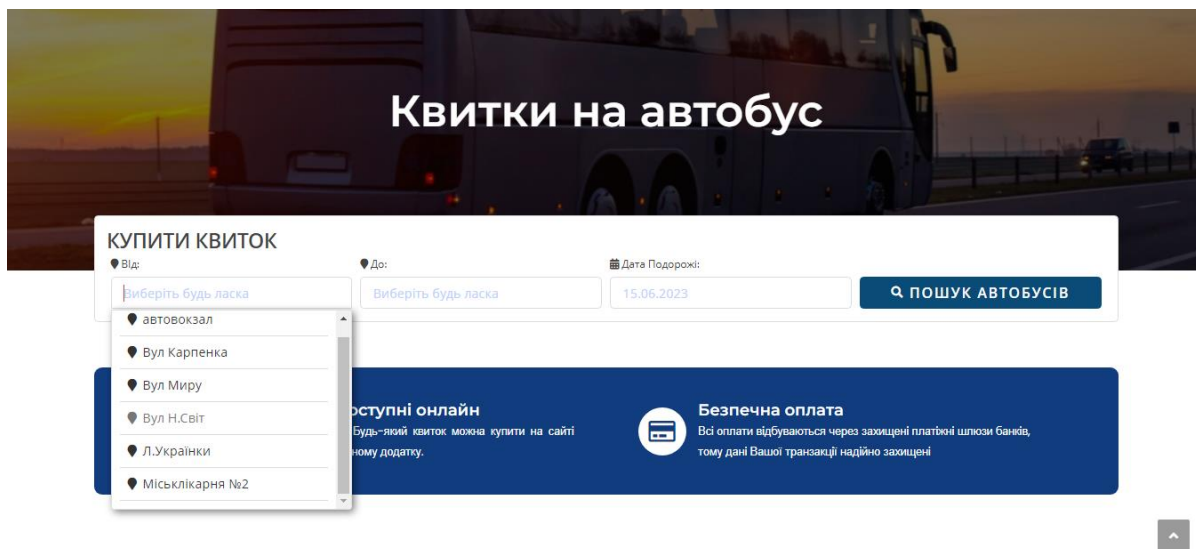 Квитки на автобус
КУПИТИ КВИТОК
Від:
До:
Дата Подорожі:
Виберіть будь ласка
Виберіть будь ласка
15.06.2023
ПОШУК АВТОБУСІВ
автовокзал
Вул Карпенка
Вул Миру
Вул Н.Світ
Л.Українки
Міськлікарня №2
оступні онлайн
Будь-який квиток можна купити на сайті
ному додатку.
Безпечна оплата
Всі оплати відбуваються через захищені платіжні шлюзи банків,
тому дані Вашої транзакції надійно захищені